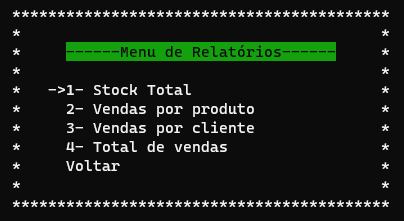 ******************************************
*                                        *
*     ------Menu de Relatórios------     *
*                                        *
*   ->1- Stock Total                     *
*     2- Vendas por produto              *
*     3- Vendas por cliente              *
*     4- Total de vendas                 *
*     Voltar                             *
*                                        *
******************************************